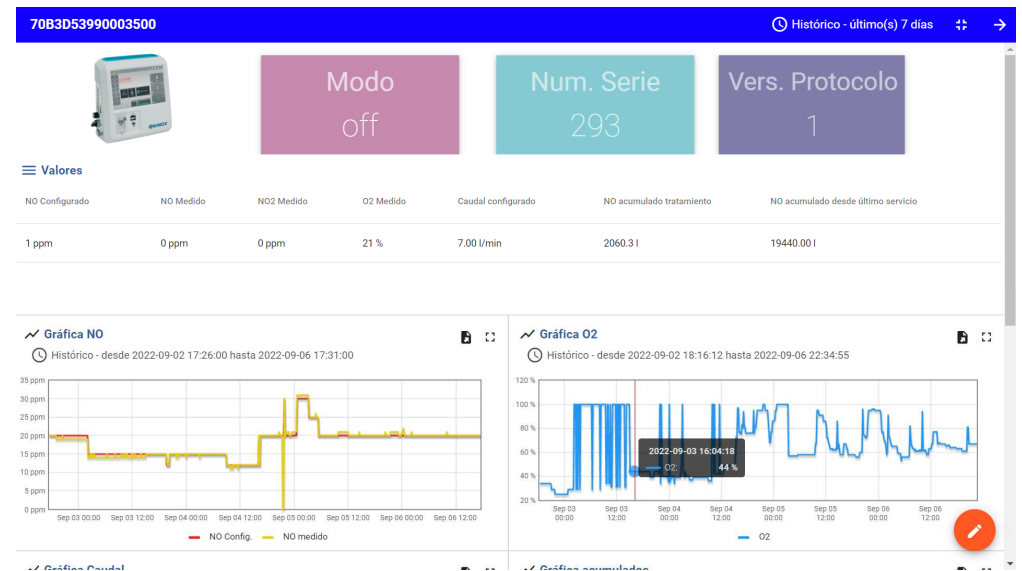 70B3D53990003500
Histórico - último(s) 7 días
Modo
off
Num. Serie
293
Vers. Protocolo
1
Valores
NO Configurado NO Medido NO2 Medido O2 Medido Caudal configurado NO acumulado tratamiento NO acumulado desde último servicio
1 ppm 0 ppm 0 ppm 21 % 7.00 l/min 2060.3 l 19440.00 l
Gráfica NO
Histórico - desde 2022-09-02 17:26:00 hasta 2022-09-06 17:31:00
35 ppm
30 ppm
25 ppm
20 ppm
15 ppm
10 ppm
5 ppm
0 ppm
Sep 03 00:00 Sep 03 12:00 Sep 04 00:00 Sep 04 12:00 Sep 05 00:00 Sep 05 12:00 Sep 06 00:00 Sep 06 12:00
NO Config. NO medido
Gráfica O2
Histórico - desde 2022-09-02 18:16:12 hasta 2022-09-06 22:34:55
120 %
100 %
80 %
60 %
40 %
20 %
2022-09-03 16:04:18
O2: 44 %
Sep 03 Sep 03 Sep 04 Sep 04 Sep 05 Sep 05 Sep 06 Sep 06
00:00 12:00 00:00 12:00 00:00 12:00 00:00 12:00
O2
Gráfica Caudal
Gráfica acumulados